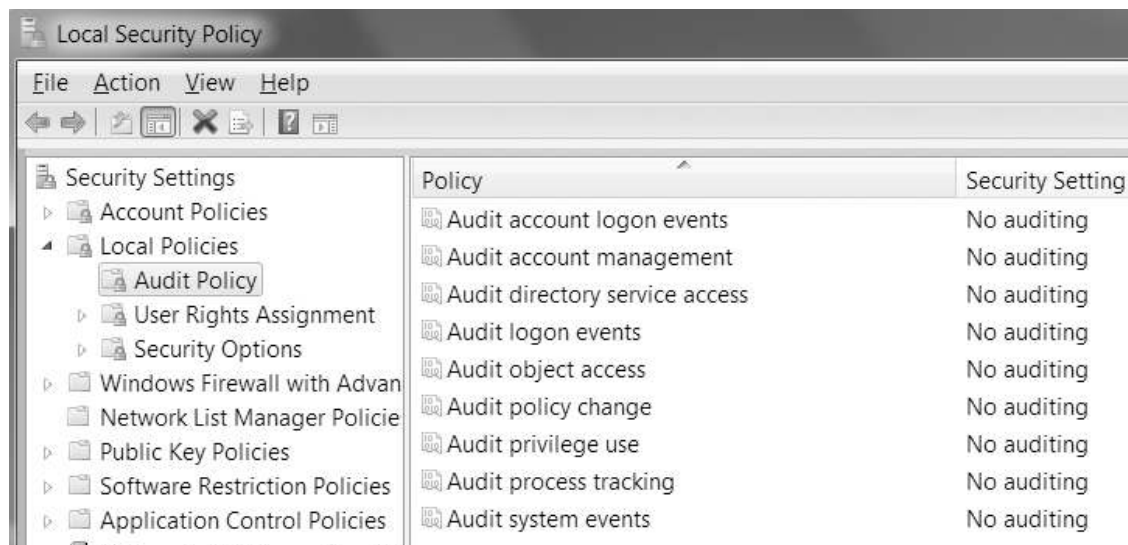 Local Security Policy
File Action View Help
Security Settings
Account Policies
Local Policies
Audit Policy
User Rights Assignment
Security Options
Windows Firewall with Advan
Network List Manager Policie
Public Key Policies
Software Restriction Policies
Application Control Policies
Policy Security Setting
Audit account logon events No auditing
Audit account management No auditing
Audit directory service access No auditing
Audit logon events No auditing
Audit object access No auditing
Audit policy change No auditing
Audit privilege use No auditing
Audit process tracking No auditing
Audit system events No auditing